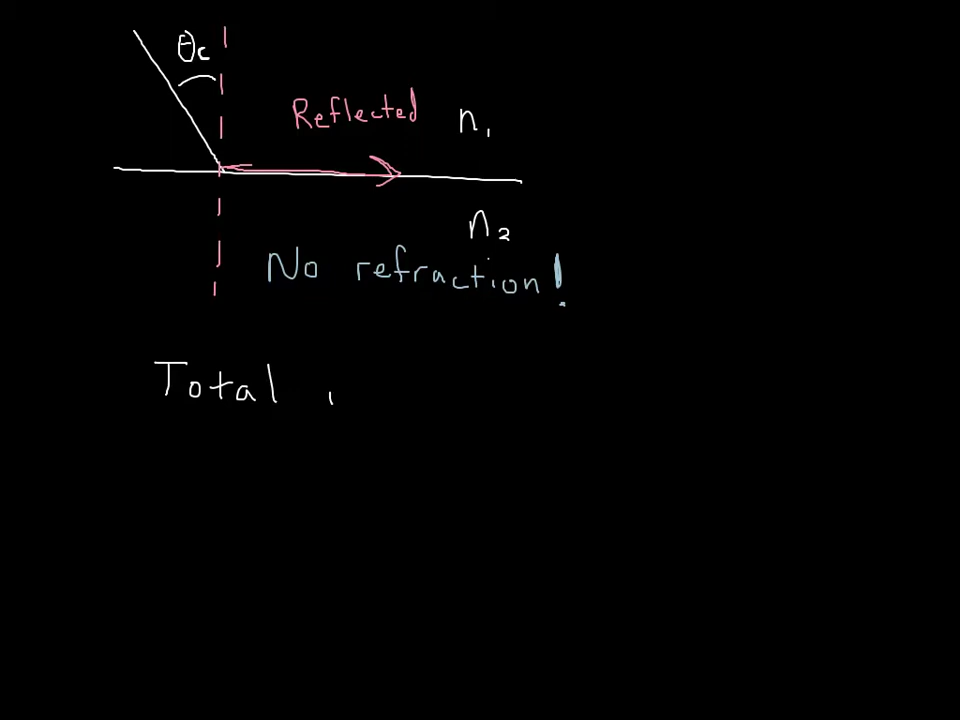 θc
Reflected n₁
n₂
No refraction!
Total